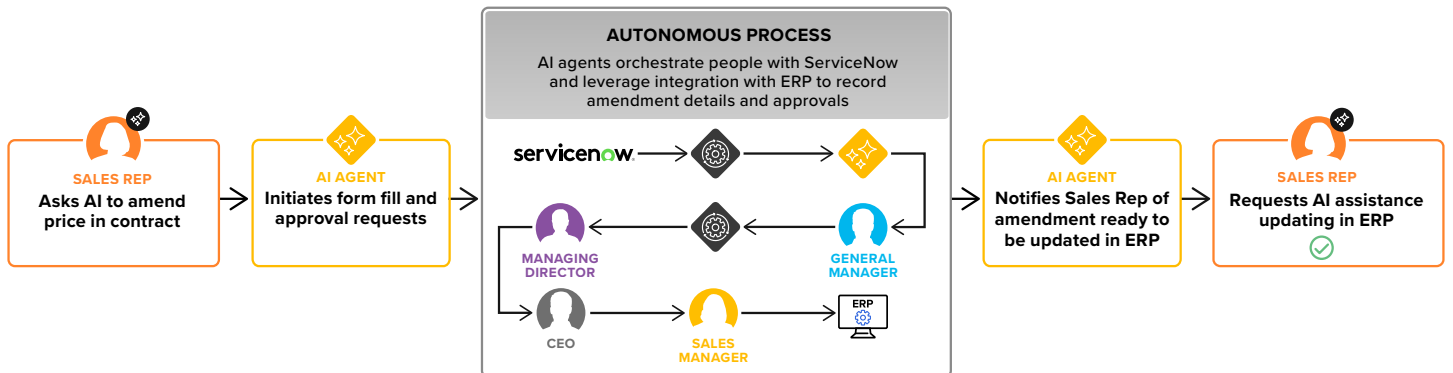 SALES REP
Asks AI to amend
price in contract
AI AGENT
Initiates form fill and
approval requests
AUTONOMOUS PROCESS
AI agents orchestrate people with ServiceNow
and leverage integration with ERP to record
amendment details and approvals
servicenow
MANAGING
DIRECTOR
GENERAL
MANAGER
CEO
SALES
MANAGER
ERP
AI AGENT
Notifies Sales Rep of
amendment ready to
be updated in ERP
SALES REP
Requests AI assistance
updating in ERP